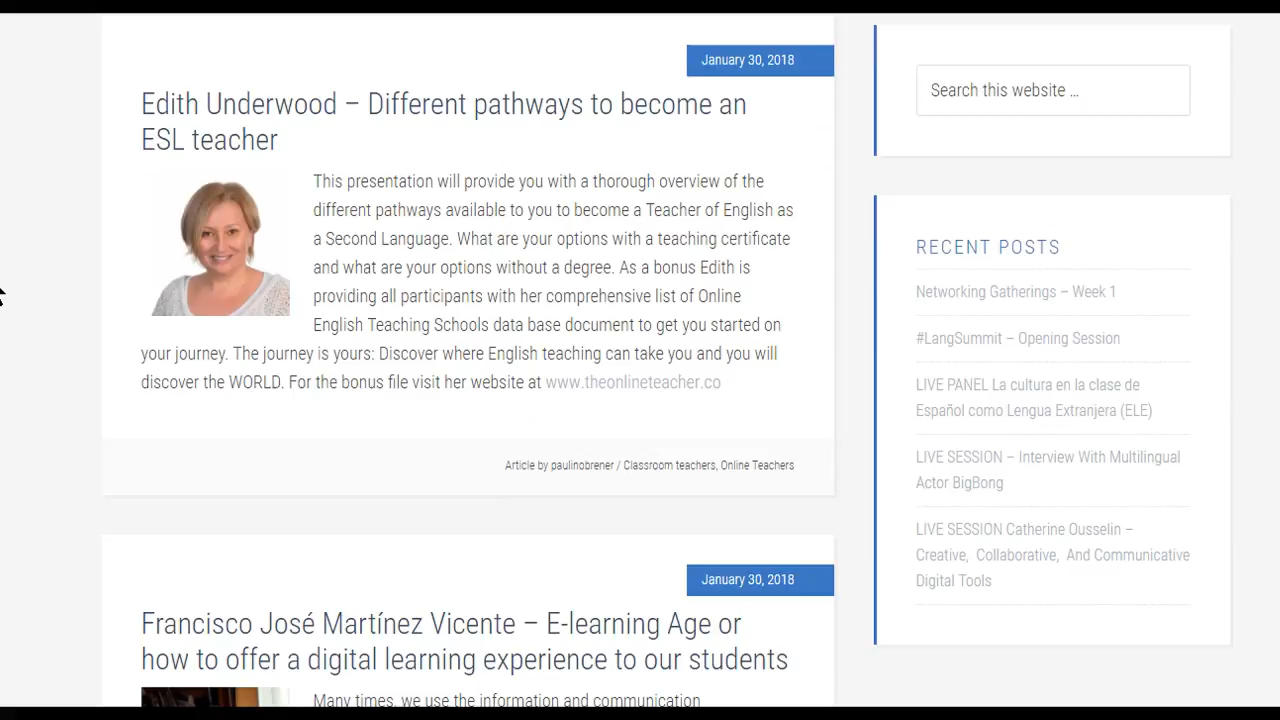 January 30, 2018
Edith Underwood – Different pathways to become an
ESL teacher
This presentation will provide you with a thorough overview of the
different pathways available to you to become a Teacher of English as
a Second Language. What are your options with a teaching certificate
and what are your options without a degree. As a bonus Edith is
providing all participants with her comprehensive list of Online
English Teaching Schools data base document to get you started on
your journey. The journey is yours: Discover where English teaching can take you and you will
discover the WORLD. For the bonus file visit her website at www.theonlineteacher.co
Article by paulinobrener / Classroom teachers, Online Teachers
January 30, 2018
Francisco José Martínez Vicente – E-learning Age or
how to offer a digital learning experience to our students
Many times, we use the information and communication
Search this website …
RECENT POSTS
Networking Gatherings – Week 1
#LangSummit – Opening Session
LIVE PANEL La cultura en la clase de
Español como Lengua Extranjera (ELE)
LIVE SESSION – Interview With Multilingual
Actor BigBong
LIVE SESSION Catherine Ousselin –
Creative, Collaborative, And Communicative
Digital Tools